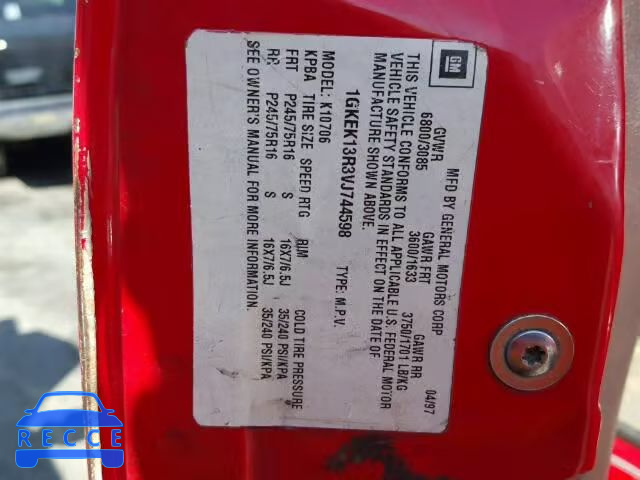 GM
MFD BY GENERAL MOTORS CORP 04/97
GVWR GAWR FRT GAWR RR
6800/3085 3600/1633 3750/1701 LB/KG
THIS VEHICLE CONFORMS TO ALL APPLICABLE U.S. FEDERAL MOTOR
VEHICLE SAFETY STANDARDS IN EFFECT ON THE DATE OF
MANUFACTURE SHOWN ABOVE.
1GKEK13R3VJ744598 TYPE: M.P.V.
MODEL: K10706
KPBA TIRE SIZE SPEED RTG RIM COLD TIRE PRESSURE
FRT P245/75R16 S 16X7/6.5J 35/240 PSI/KPA
RR P245/75R16 S 16X7/6.5J 35/240 PSI/KPA
SEE OWNER'S MANUAL FOR MORE INFORMATION.
RECCE